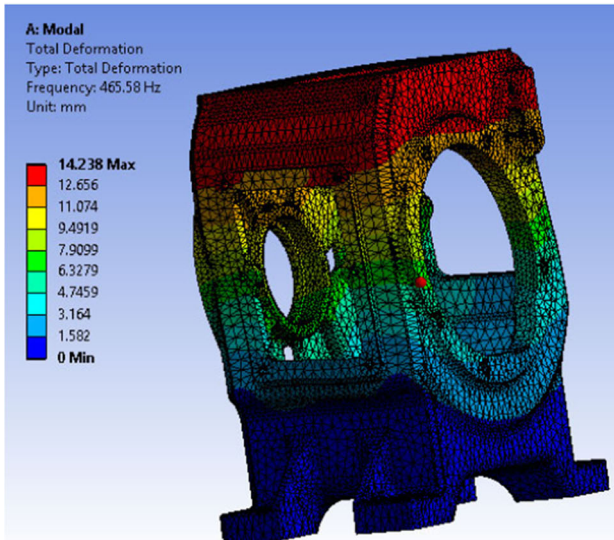 A: Modal
Total Deformation
Type: Total Deformation
Frequency: 465.58 Hz
Unit: mm
14.238 Max
12.656
11.074
9.4919
7.9099
6.3279
4.7459
3.164
1.582
0 Min